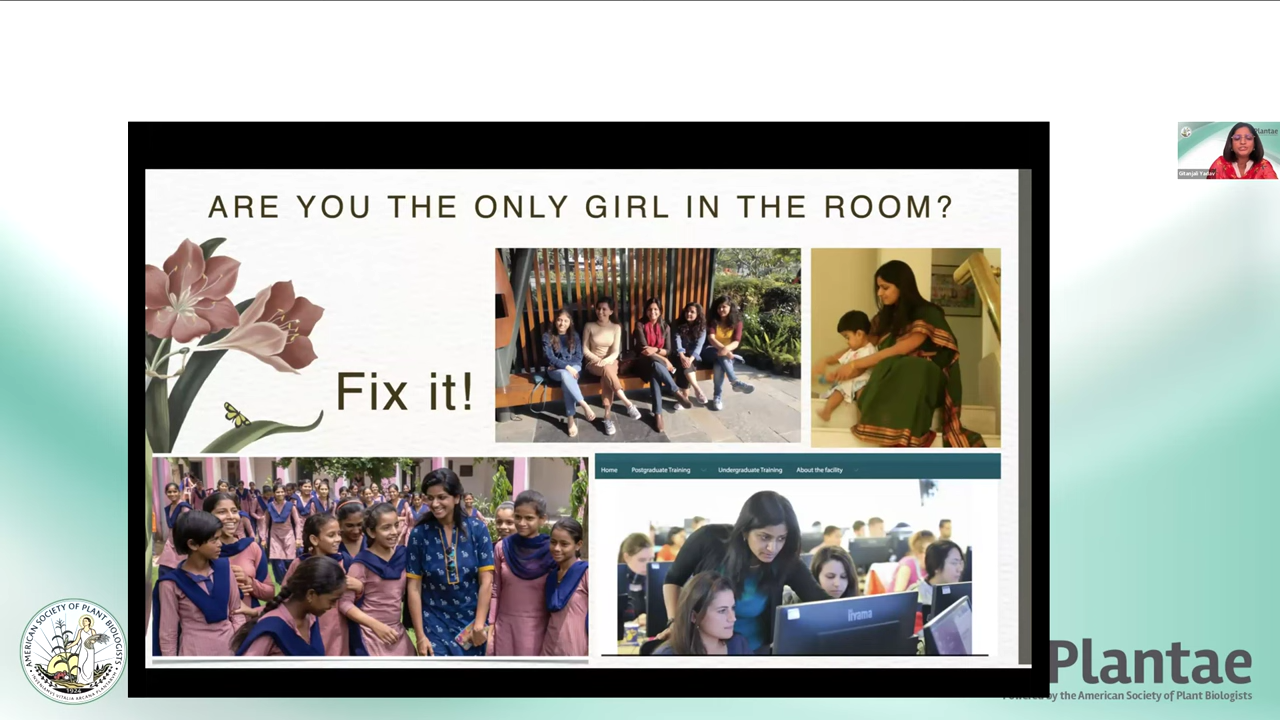 ARE YOU THE ONLY GIRL IN THE ROOM?
Fix it!
Home Postgraduate Training Undergraduate Training About the facility
iiyama
Plantae
Gitanjali Yadav
AMERICAN SOCIETY OF PLANT BIOLOGISTS
1924
Plantae
by the American Society of Plant Biologists